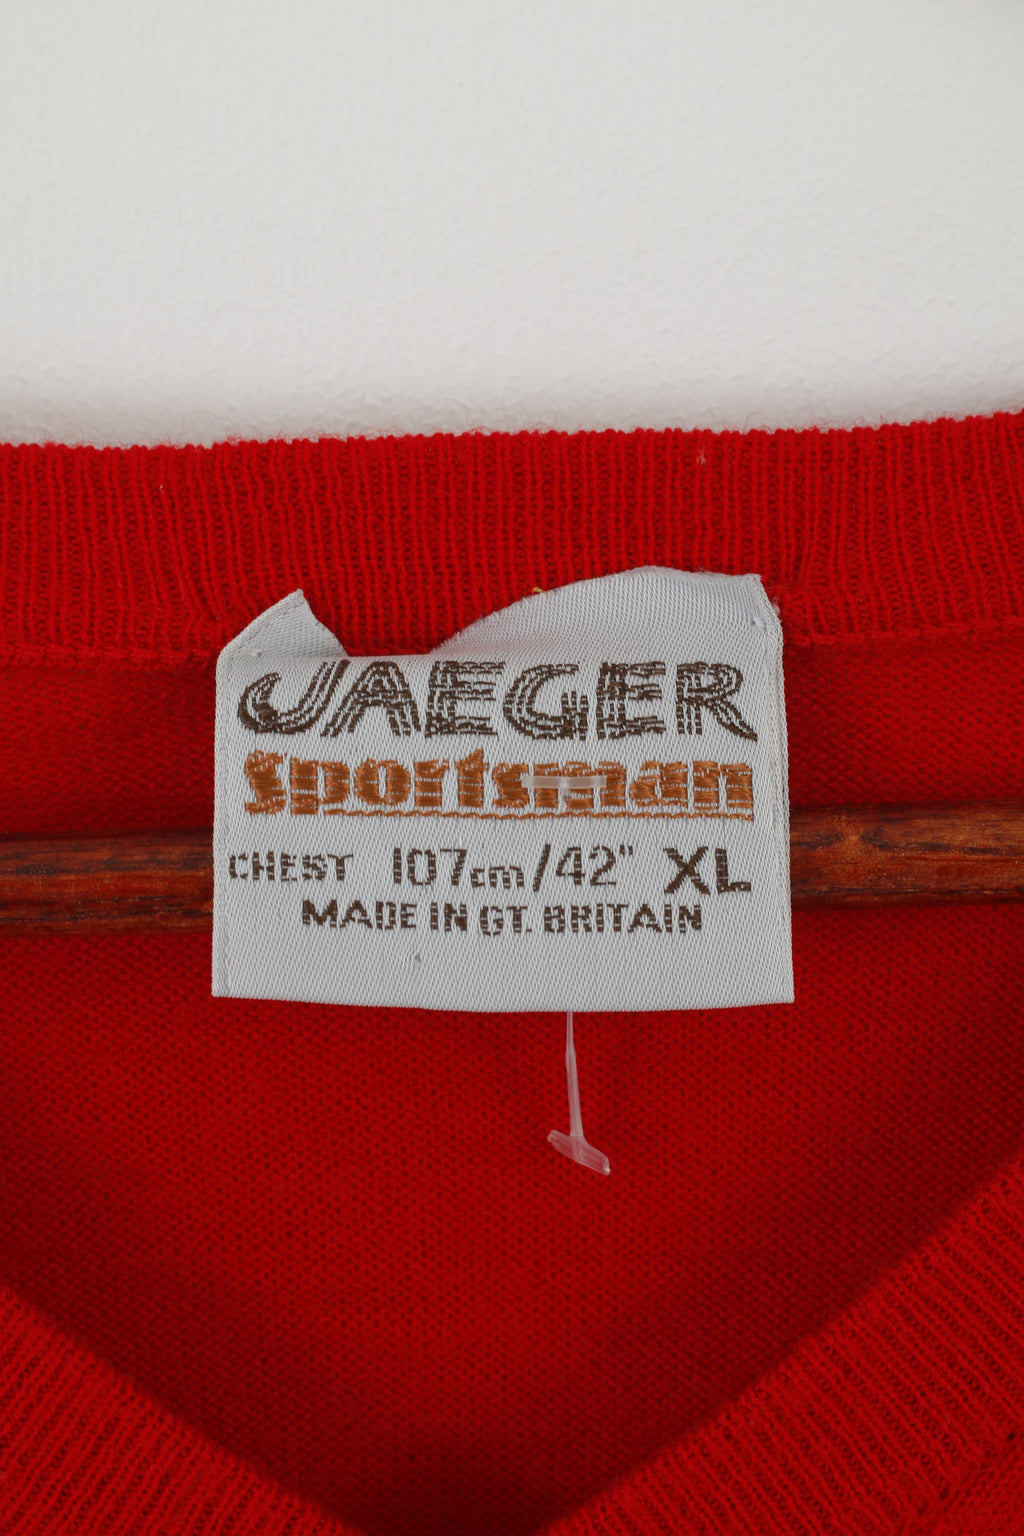 JAEGER
Sportsman
CHEST 107cm/42" XL
MADE IN GT. BRITAIN